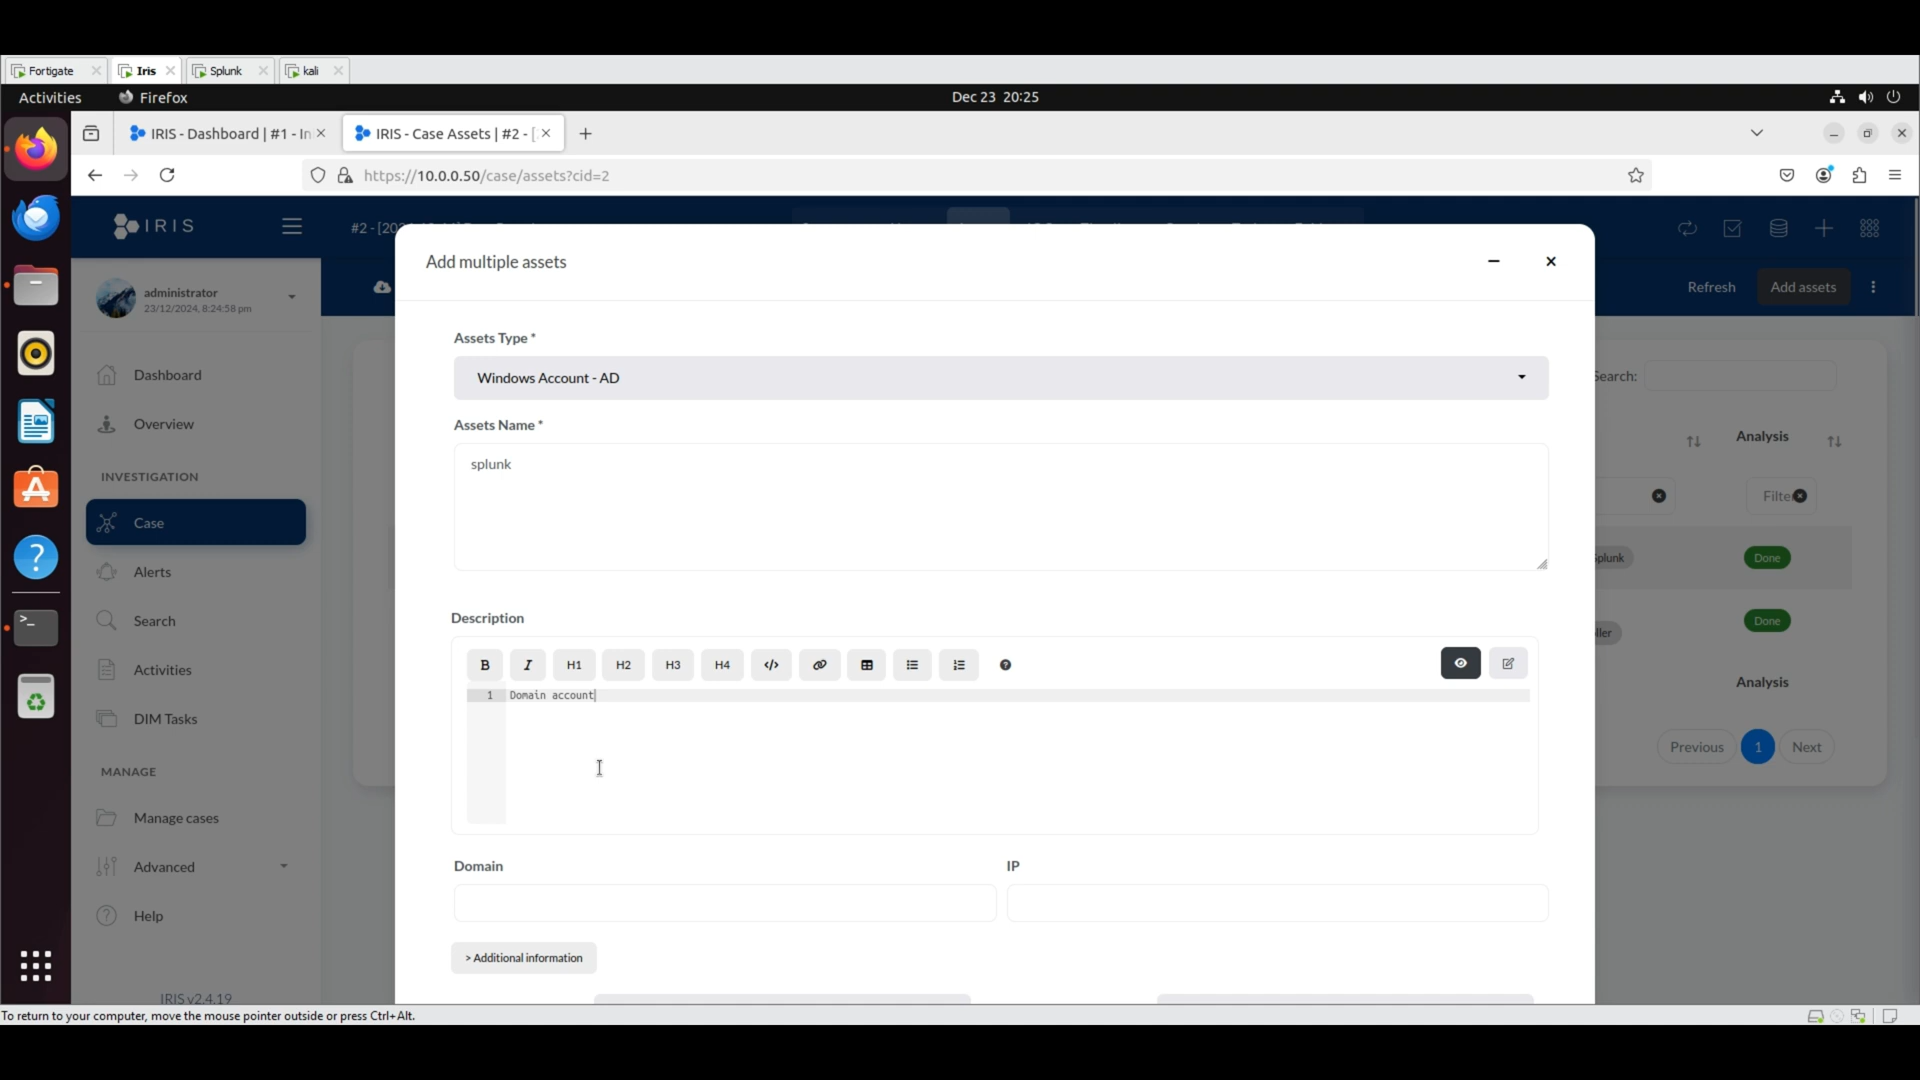 Fortigate
Iris
Splunk
kali
Activities
Firefox
Dec 23 20:25
IRIS - Dashboard | #1 - In
IRIS - Case Assets | #2 - [
https://10.0.0.50/case/assets?cid=2
IRIS
#2 - [20
Add multiple assets
administrator
23/12/2024, 8:24:58 pm
Refresh
Add assets
Assets Type *
Windows Account - AD
Dashboard
Search:
Overview
Assets Name *
splunk
Analysis
INVESTIGATION
Filte
Case
Splunk
Done
Alerts
Description
Search
ller
Done
B I H1 H2 H3 H4 </>
Activities
1 Domain account
Analysis
DIM Tasks
Previous 1 Next
MANAGE
Manage cases
Domain
IP
Advanced
Help
> Additional information
IRIS v2.4.19
To return to your computer, move the mouse pointer outside or press Ctrl+Alt.